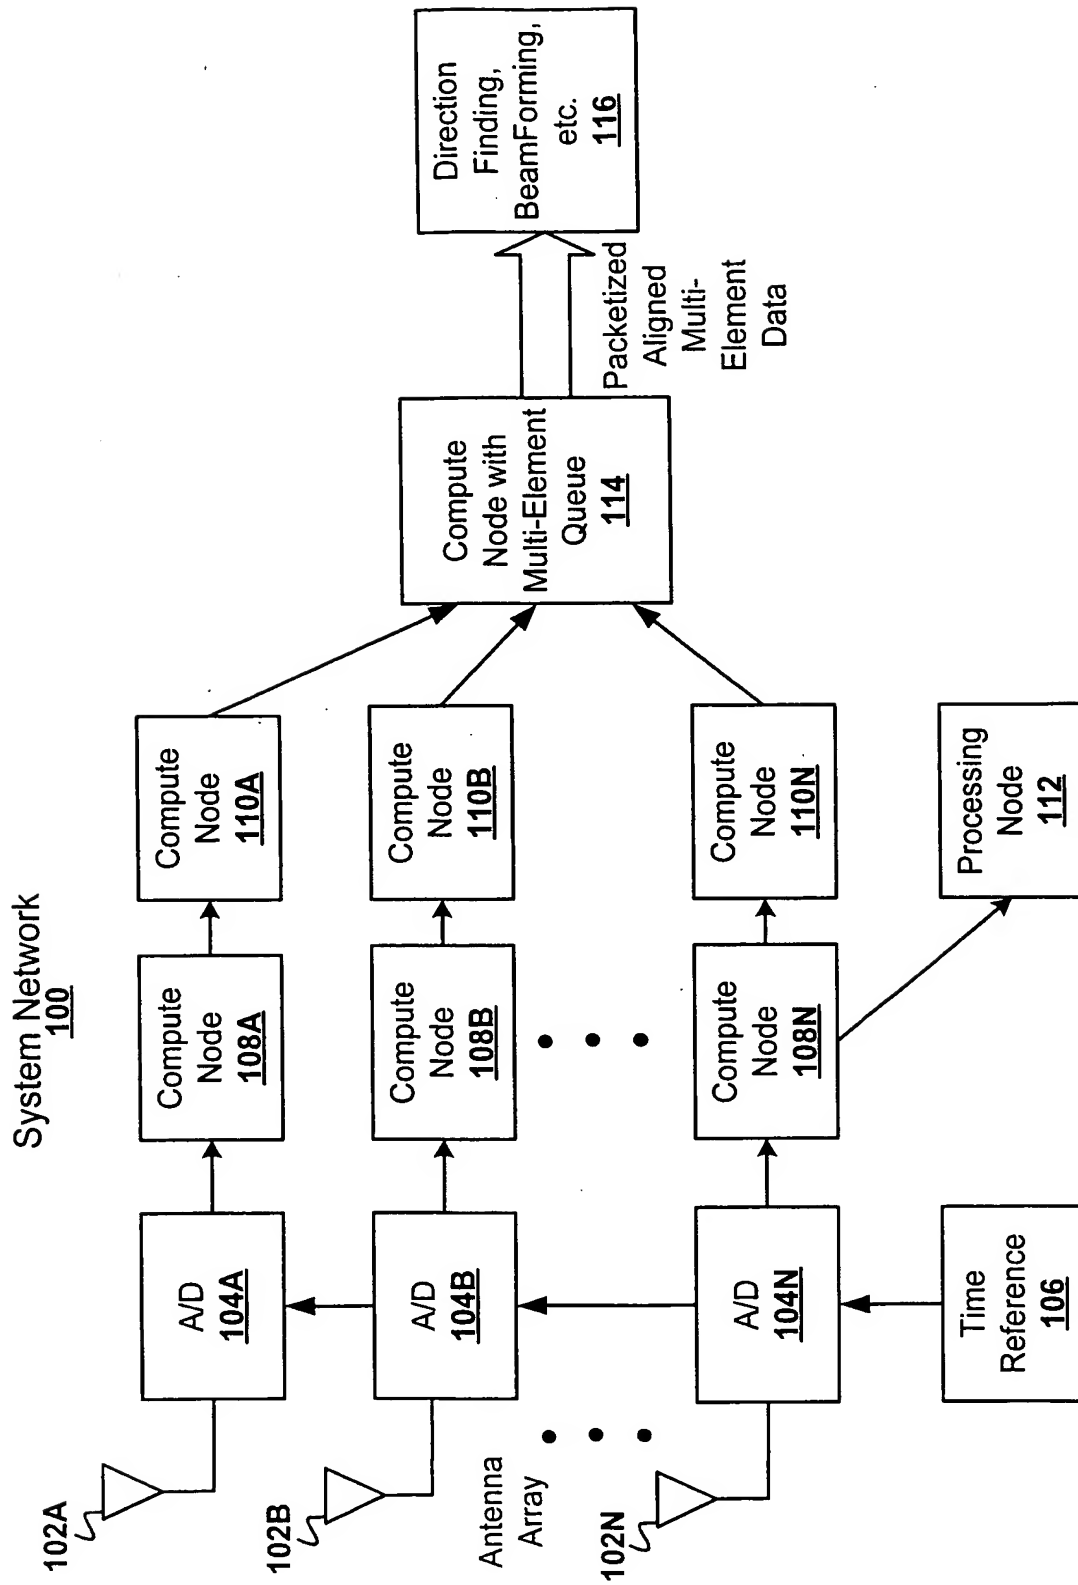 System Network
100
102A
A/D
104A
Compute
Node
108A
Compute
Node
110A
102B
A/D
104B
Compute
Node
108B
Compute
Node
110B
Antenna
Array
102N
A/D
104N
Compute
Node
108N
Compute
Node
110N
Time
Reference
106
Processing
Node
112
Compute
Node with
Multi-Element
Queue
114
Packetized
Aligned
Multi-
Element
Data
Direction
Finding,
BeamForming,
etc.
116